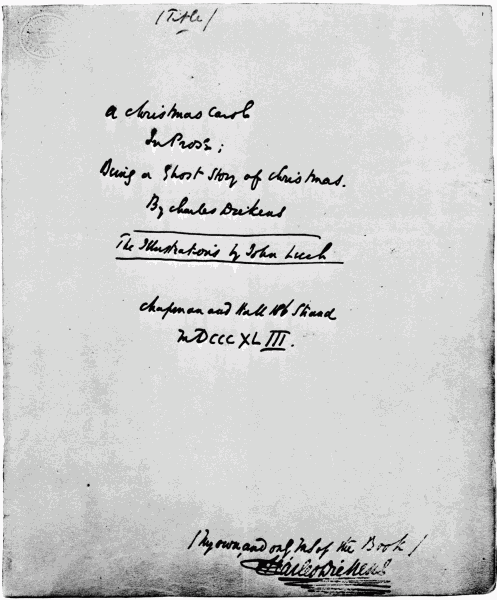 (Title)
A Christmas Carol
In Prose;
Being a Ghost Story of Christmas.
By Charles Dickens
The Illustrations by John Leech
Chapman and Hall 186 Strand
MDCCCXLIII.
(My own, and only MS of the Book)
Charles Dickens